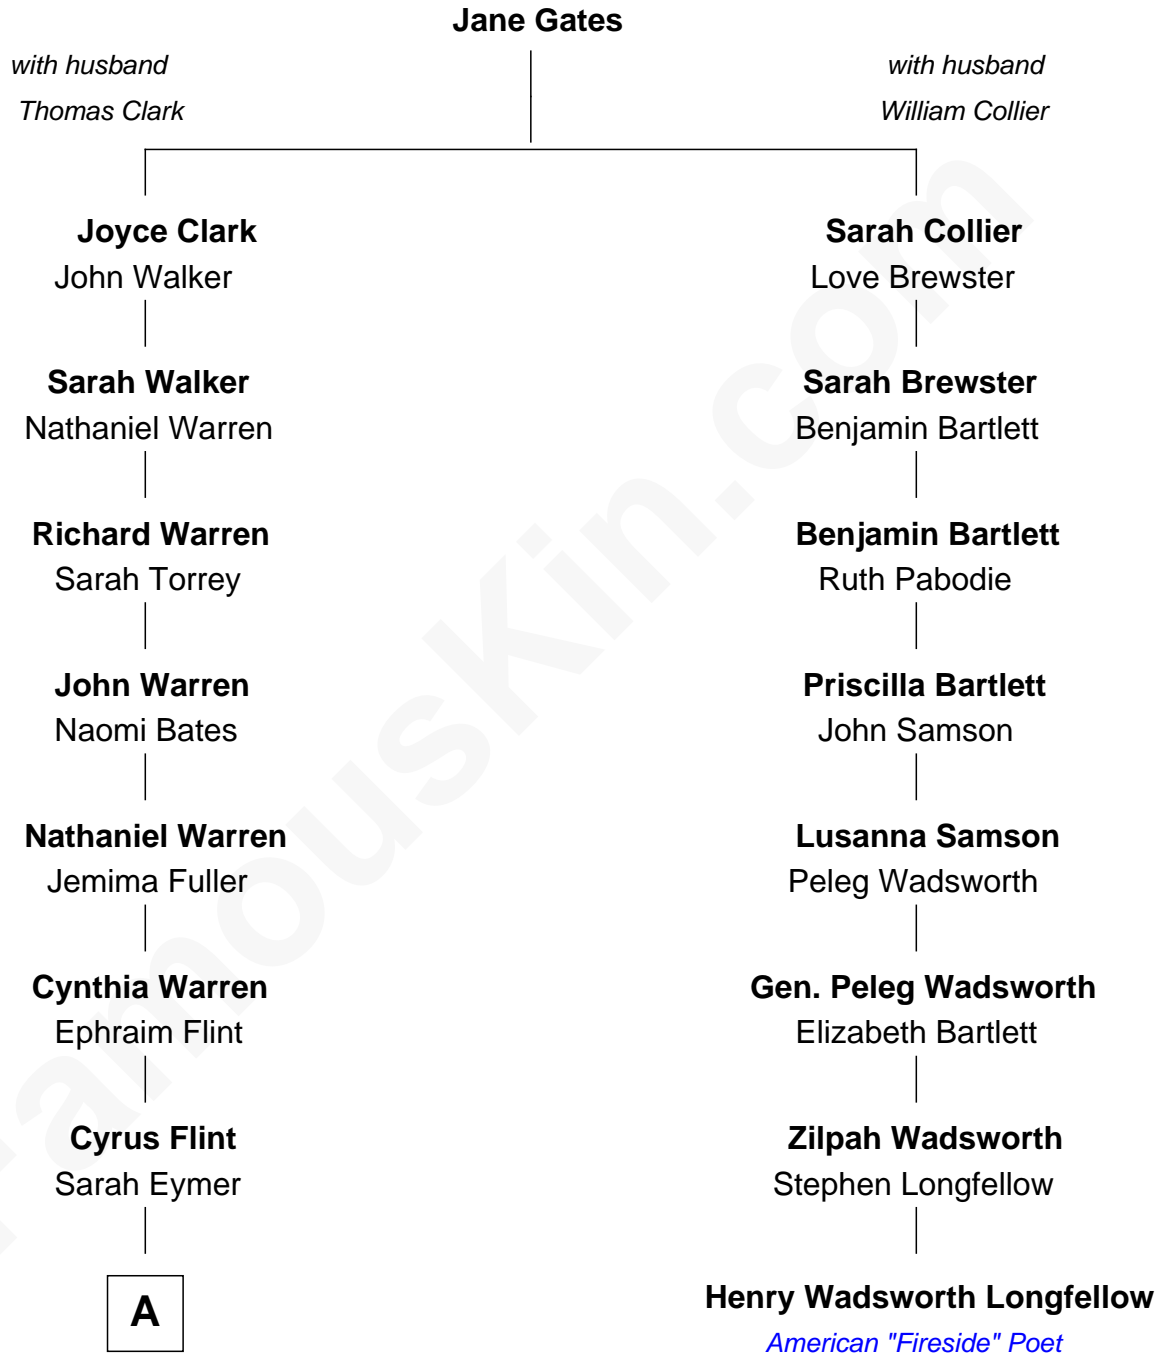 Jane Gates
with husband
Thomas Clark
with husband
William Collier
Joyce Clark
John Walker
Sarah Walker
Nathaniel Warren
Richard Warren
Sarah Torrey
John Warren
Naomi Bates
Nathaniel Warren
Jemima Fuller
Cynthia Warren
Ephraim Flint
Cyrus Flint
Sarah Eymer
A
Sarah Collier
Love Brewster
Sarah Brewster
Benjamin Bartlett
Benjamin Bartlett
Ruth Pabodie
Priscilla Bartlett
John Samson
Lusanna Samson
Peleg Wadsworth
Gen. Peleg Wadsworth
Elizabeth Bartlett
Zilpah Wadsworth
Stephen Longfellow
Henry Wadsworth Longfellow
American "Fireside" Poet
FamousKin.com